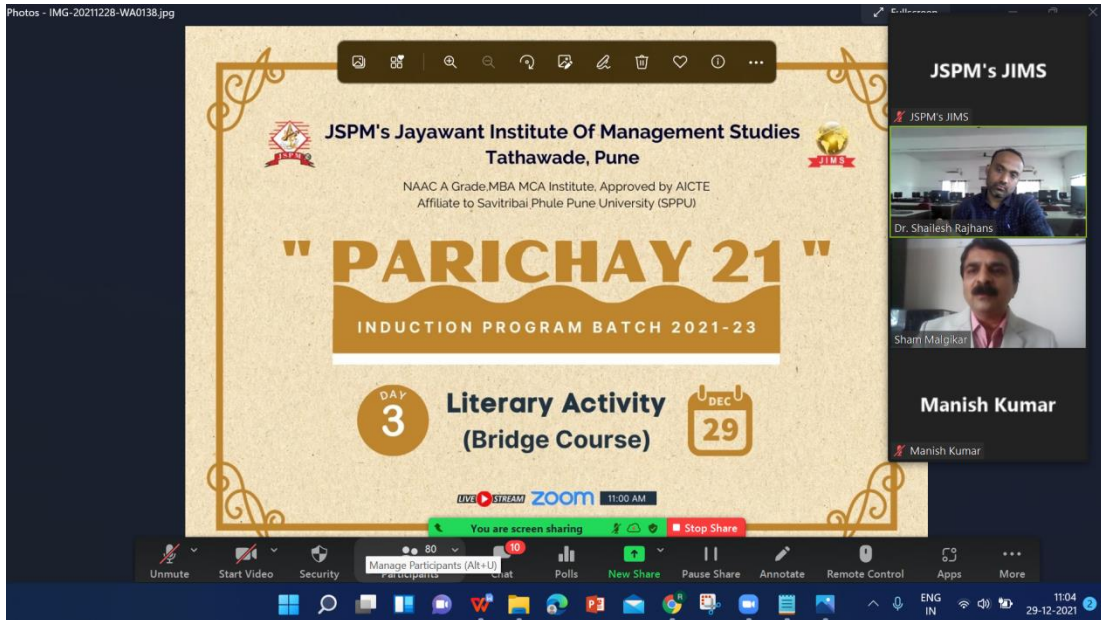 Photos - IMG-20211228-WA0138.jpg
JSPM's Jayawant Institute Of Management Studies
Tathawade, Pune
NAAC A Grade,MBA MCA Institute, Approved by AICTE
Affiliate to Savitribai Phule Pune University (SPPU)
" PARICHAY 21 "
INDUCTION PROGRAM BATCH 2021-23
DAY
3
Literary Activity
(Bridge Course)
DEC
29
LIVE STREAM zoom 11:00 AM
JSPM
JIMS
JSPM's JIMS
JSPM's JIMS
Dr. Shailesh Rajhans
Sham Malgikar
Manish Kumar
Manish Kumar
You are screen sharing
Stop Share
80
10
Manage Participants (Alt+U)
Unmute Start Video Security Chat Polls New Share Pause Share Annotate Remote Control Apps More
ENG
IN
11:04
29-12-2021
2